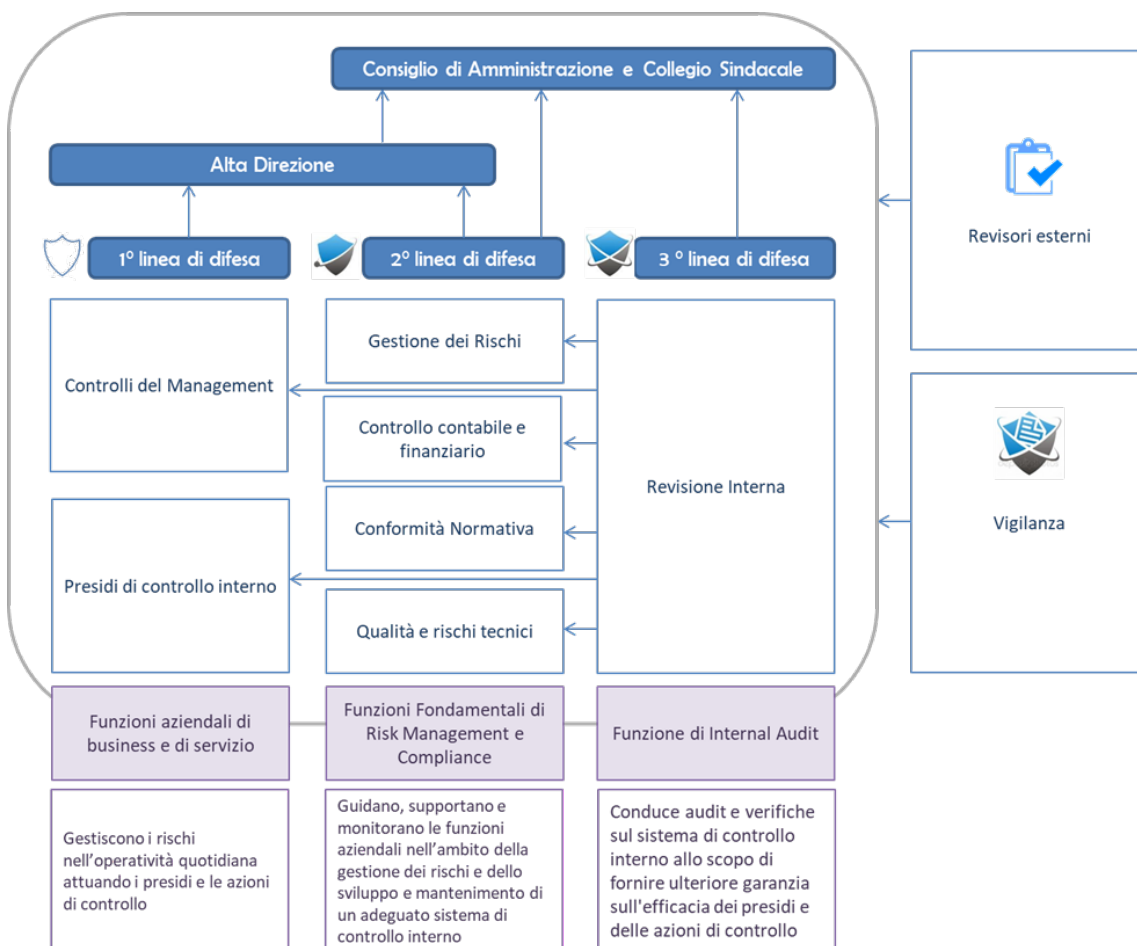 Consiglio di Amministrazione e Collegio Sindacale
Alta Direzione
1° linea di difesa
2° linea di difesa
3 ° linea di difesa
Controlli del Management
Presidi di controllo interno
Gestione dei Rischi
Controllo contabile e
finanziario
Conformità Normativa
Qualità e rischi tecnici
Revisione Interna
Revisori esterni
Vigilanza
Funzioni aziendali di
business e di servizio
Funzioni Fondamentali di
Risk Management e
Compliance
Funzione di Internal Audit
Gestiscono i rischi
nell’operatività quotidiana
attuando i presidi e le azioni
di controllo
Guidano, supportano e
monitorano le funzioni
aziendali nell’ambito della
gestione dei rischi e dello
sviluppo e mantenimento di
un adeguato sistema di
controllo interno
Conduce audit e verifiche
sul sistema di controllo
interno allo scopo di
fornire ulteriore garanzia
sull'efficacia dei presidi e
delle azioni di controllo